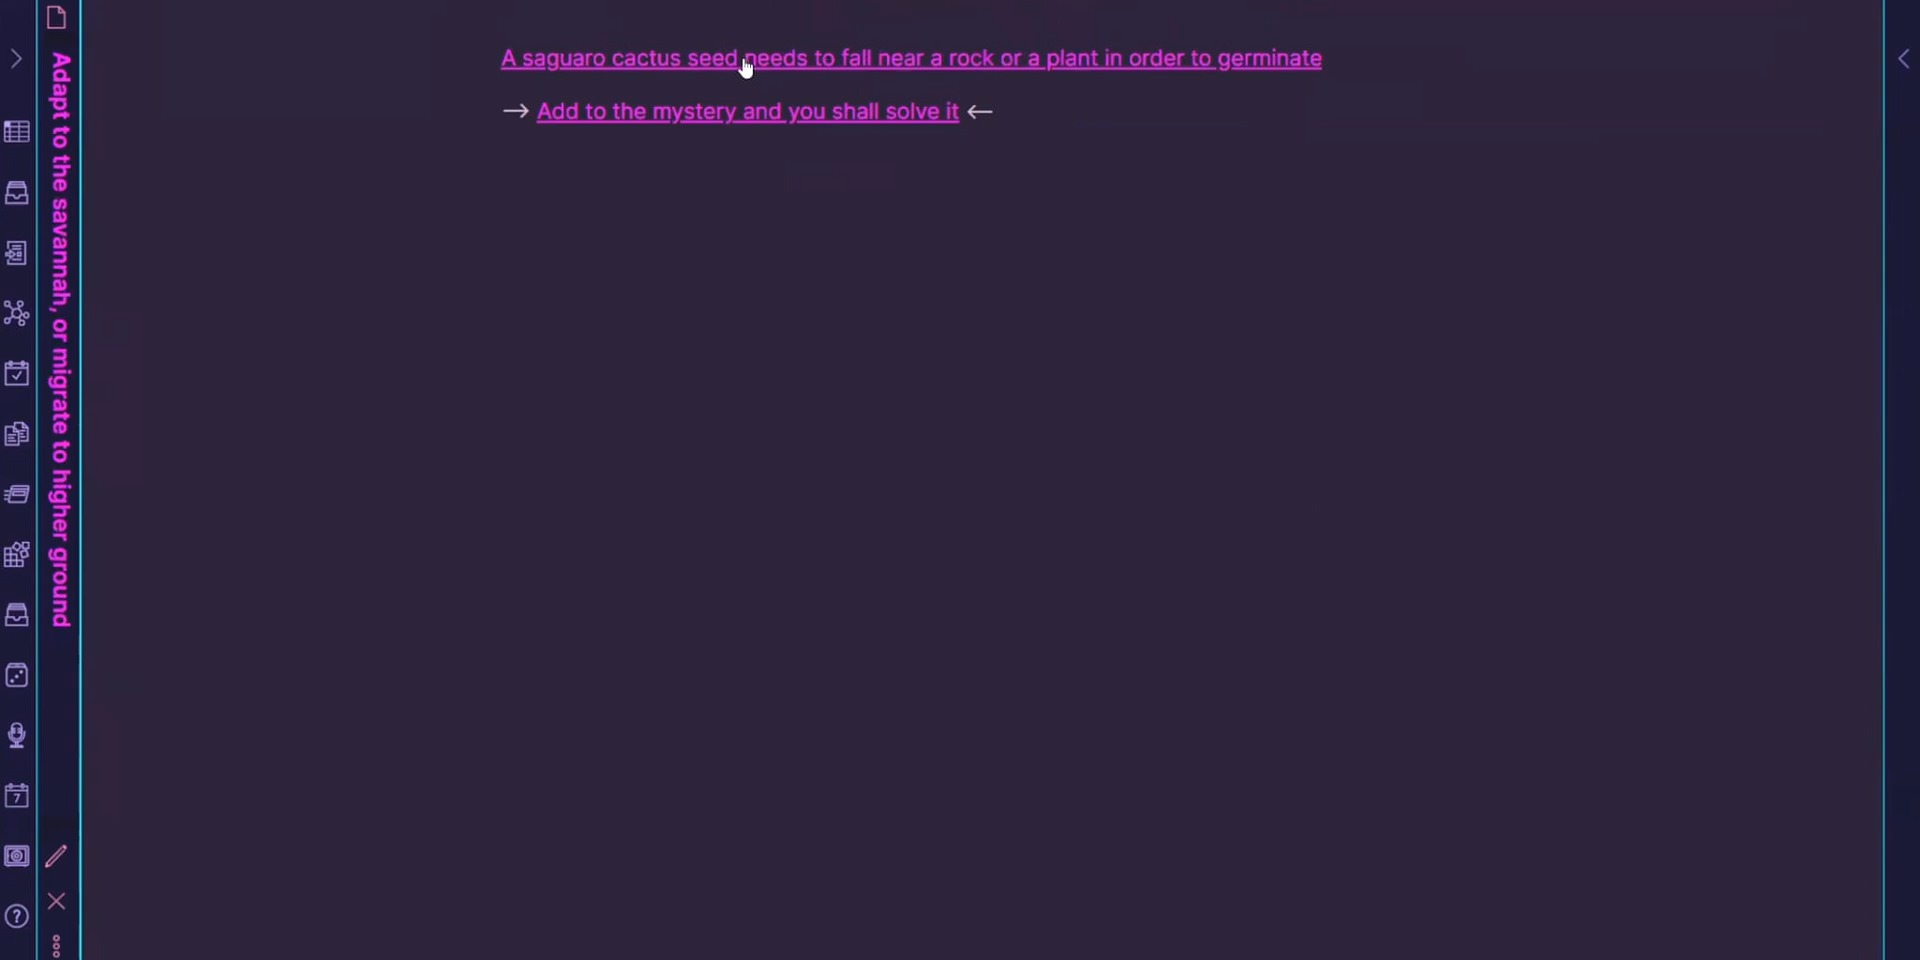 Adapt to the savannah, or migrate to higher ground
A saguaro cactus seed needs to fall near a rock or a plant in order to germinate
→ Add to the mystery and you shall solve it ←
7